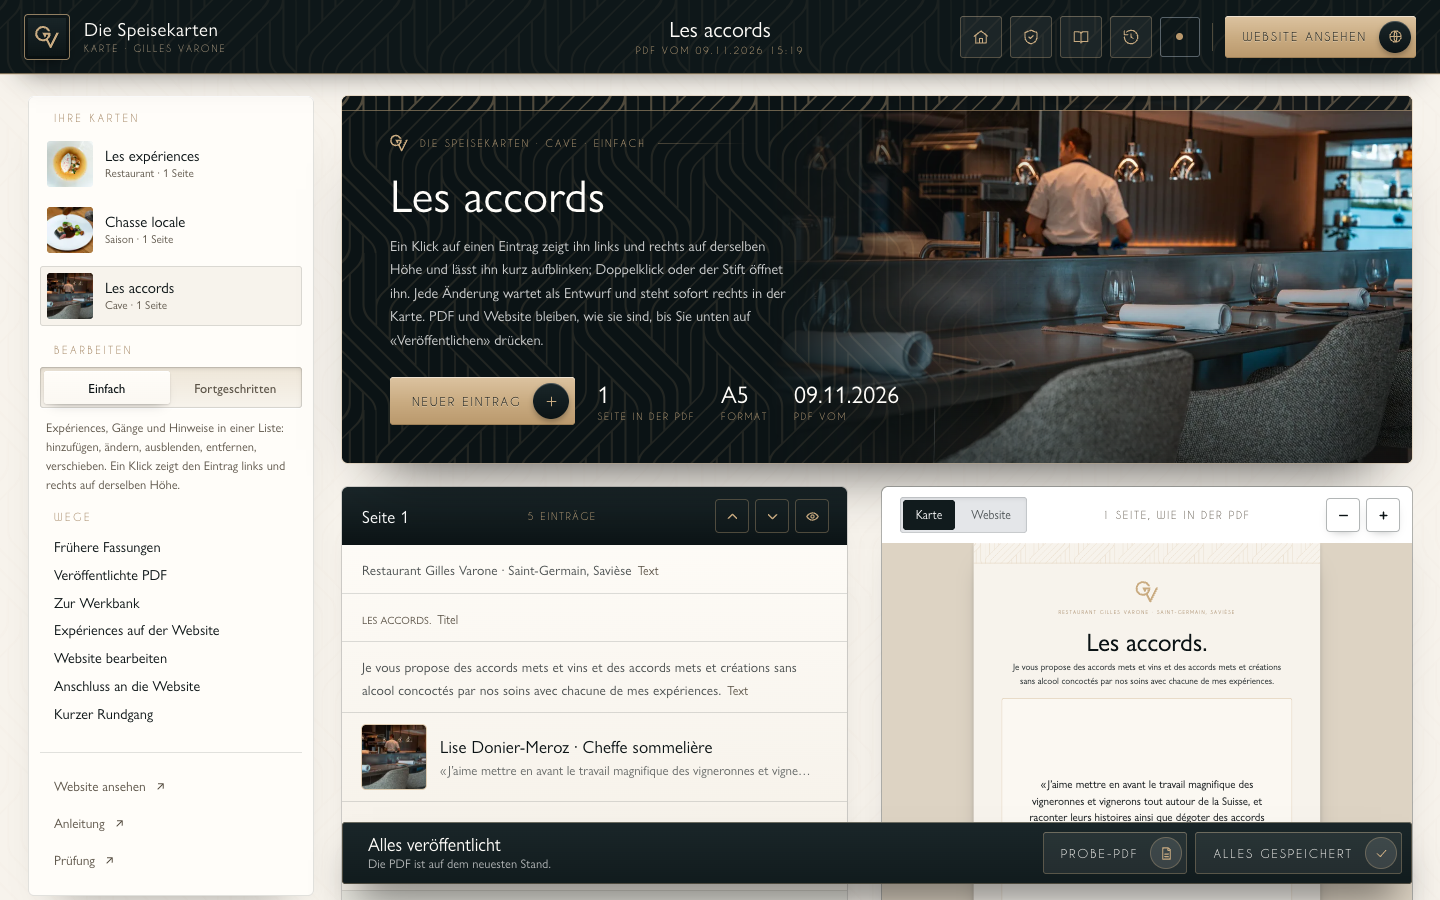 Die Speisekarten
KARTE · GILLES VARONE
Les accords
PDF VOM 09.11.2026 15:19
WEBSITE ANSEHEN
IHRE KARTEN
Les expériences
Restaurant · 1 Seite
Chasse locale
Saison · 1 Seite
Les accords
Cave · 1 Seite
BEARBEITEN
Einfach
Fortgeschritten
Expériences, Gänge und Hinweise in einer Liste:
hinzufügen, ändern, ausblenden, entfernen,
verschieben. Ein Klick zeigt den Eintrag links und
rechts auf derselben Höhe.
WEGE
Frühere Fassungen
Veröffentlichte PDF
Zur Werkbank
Expériences auf der Website
Website bearbeiten
Anschluss an die Website
Kurzer Rundgang
Website ansehen
Anleitung
Prüfung
DIE SPEISEKARTEN · CAVE · EINFACH
Les accords
Ein Klick auf einen Eintrag zeigt ihn links und rechts auf derselben
Höhe und lässt ihn kurz aufblinken; Doppelklick oder der Stift öffnet
ihn. Jede Änderung wartet als Entwurf und steht sofort rechts in der
Karte. PDF und Website bleiben, wie sie sind, bis Sie unten auf
«Veröffentlichen» drücken.
NEUER EINTRAG
1
SEITE IN DER PDF
A5
FORMAT
09.11.2026
PDF VOM
Seite 1
5 EINTRÄGE
Restaurant Gilles Varone · Saint-Germain, Savièse Text
LES ACCORDS. Titel
Je vous propose des accords mets et vins et des accords mets et créations sans
alcool concoctés par nos soins avec chacune de mes expériences. Text
Lise Donier-Meroz · Cheffe sommelière
«J'aime mettre en avant le travail magnifique des vigneronnes et vigne…
Karte
Website
1 SEITE, WIE IN DER PDF
RESTAURANT GILLES VARONE · SAINT-GERMAIN, SAVIÈSE
Les accords.
Je vous propose des accords mets et vins et des accords mets et créations
sans alcool concoctés par nos soins avec chacune de mes expériences.
«J'aime mettre en avant le travail magnifique des
vigneronnes et vignerons tout autour de la Suisse, et
raconter leurs histoires ainsi que dégoter des accords
Alles veröffentlicht
Die PDF ist auf dem neuesten Stand.
PROBE-PDF
ALLES GESPEICHERT